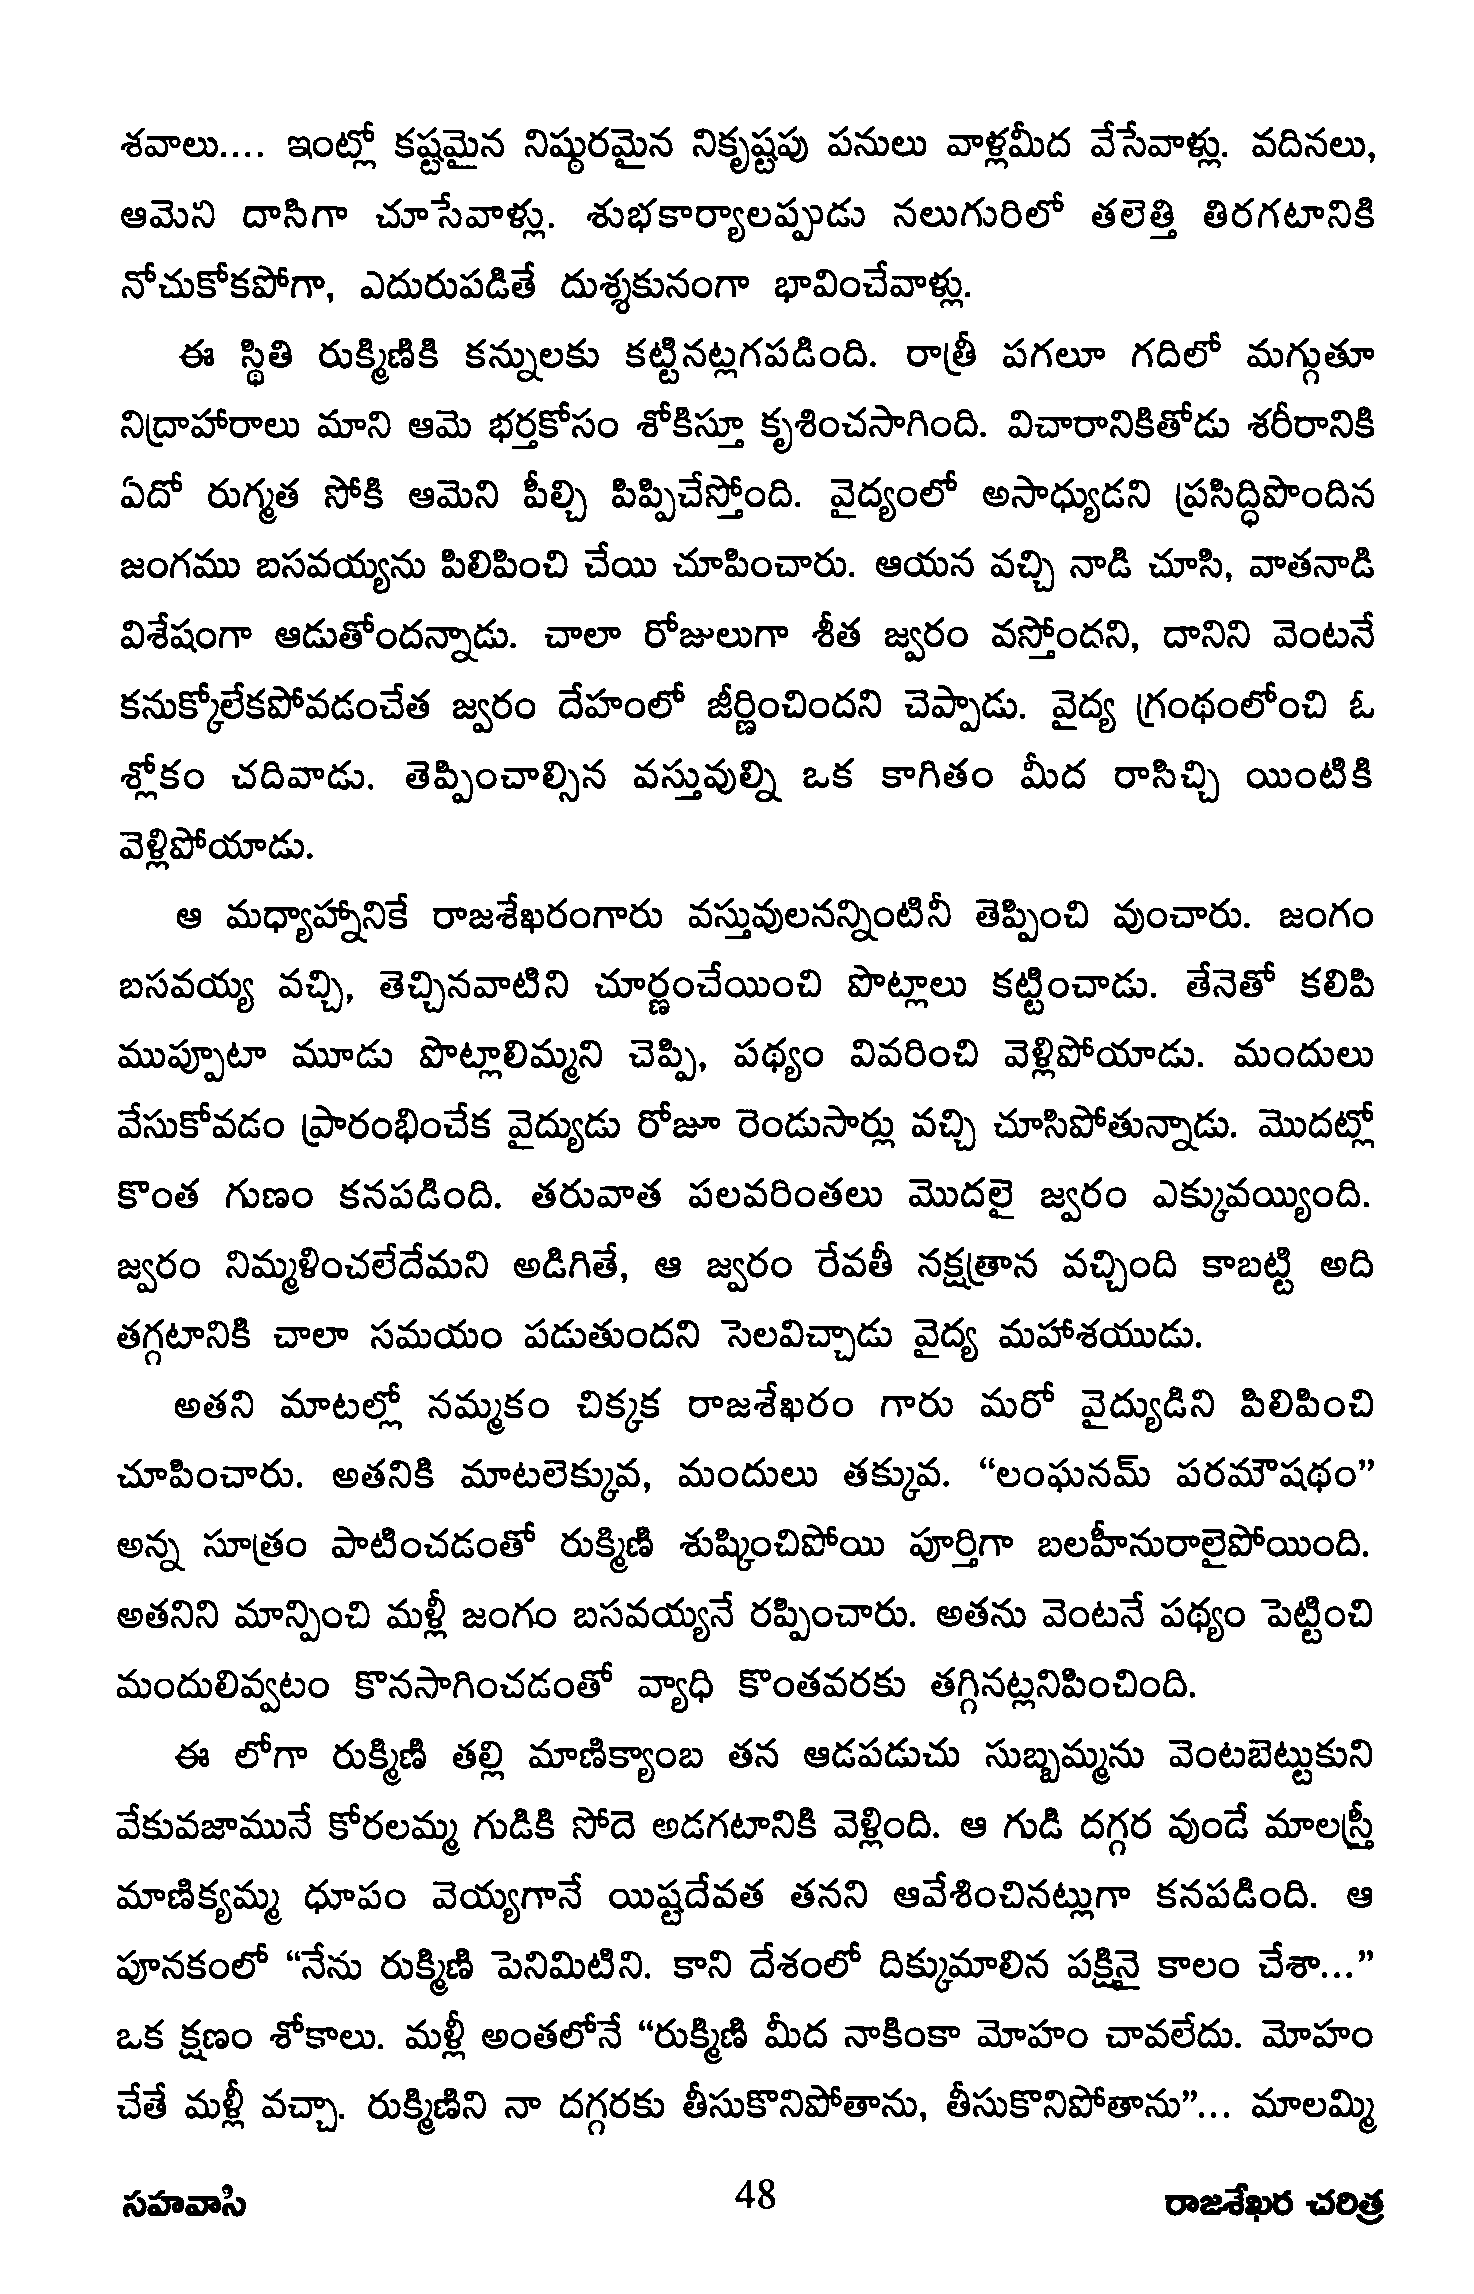 శవాలు.... ఇంట్లో కష్టమైన నిష్ఠురమైన నికృష్టపు పనులు వాళ్లమీద వేసేవాళ్లు. వదినలు,
ఆమెని దాసిగా చూసేవాళ్లు. శుభకార్యాలప్పుడు నలుగురిలో తలెత్తి తిరగటానికి
నోచుకోకపోగా, ఎదురుపడితే దుశ్శకునంగా భావించేవాళ్లు.
ఈ స్థితి రుక్మిణికి కన్నులకు కట్టినట్లగపడింది. రాత్రీ పగలూ గదిలో మగ్గుతూ
నిద్రాహారాలు మాని ఆమె భర్తకోసం శోకిస్తూ కృశించసాగింది. విచారానికితోడు శరీరానికి
ఏదో రుగ్మత సోకి ఆమెని పీల్చి పిప్పిచేస్తోంది. వైద్యంలో అసాధ్యుడని ప్రసిద్ధిపొందిన
జంగము బసవయ్యను పిలిపించి చేయి చూపించారు. ఆయన వచ్చి నాడి చూసి, వాతనాడి
విశేషంగా ఆడుతోందన్నాడు. చాలా రోజులుగా శీత జ్వరం వస్తోందని, దానిని వెంటనే
కనుక్కోలేకపోవడంచేత జ్వరం దేహంలో జీర్ణించిందని చెప్పాడు. వైద్య గ్రంథంలోంచి ఓ
శ్లోకం చదివాడు. తెప్పించాల్సిన వస్తువుల్ని ఒక కాగితం మీద రాసిచ్చి యింటికి
వెళ్లిపోయాడు.
ఆ మధ్యాహ్నానికే రాజశేఖరంగారు వస్తువులనన్నింటినీ తెప్పించి వుంచారు. జంగం
బసవయ్య వచ్చి, తెచ్చినవాటిని చూర్ణంచేయించి పొట్లాలు కట్టించాడు. తేనెతో కలిపి
ముప్పూటా మూడు పొట్లాలిమ్మని చెప్పి, పథ్యం వివరించి వెళ్లిపోయాడు. మందులు
వేసుకోవడం ప్రారంభించేక వైద్యుడు రోజూ రెండుసార్లు వచ్చి చూసిపోతున్నాడు. మొదట్లో
కొంత గుణం కనపడింది. తరువాత పలవరింతలు మొదలై జ్వరం ఎక్కువయ్యింది.
జ్వరం నిమ్మళించలేదేమని అడిగితే, ఆ జ్వరం రేవతీ నక్షత్రాన వచ్చింది కాబట్టి అది
తగ్గటానికి చాలా సమయం పడుతుందని సెలవిచ్చాడు వైద్య మహాశయుడు.
అతని మాటల్లో నమ్మకం చిక్కక రాజశేఖరం గారు మరో వైద్యుడిని పిలిపించి
చూపించారు. అతనికి మాటలెక్కువ, మందులు తక్కువ. “లంఘనమ్ పరమౌషథం”
అన్న సూత్రం పాటించడంతో రుక్మిణి శుష్కించిపోయి పూర్తిగా బలహీనురాలైపోయింది.
అతనిని మాన్పించి మళ్లీ జంగం బసవయ్యనే రప్పించారు. అతను వెంటనే పథ్యం పెట్టించి
మందులివ్వటం కొనసాగించడంతో వ్యాధి కొంతవరకు తగ్గినట్లనిపించింది.
ఈ లోగా రుక్మిణి తల్లి మాణిక్యాంబ తన ఆడపడుచు సుబ్బమ్మను వెంటబెట్టుకుని
వేకువజామునే కోరలమ్మ గుడికి సోదె అడగటానికి వెళ్లింది. ఆ గుడి దగ్గర వుండే మాలస్త్రీ
మాణిక్యమ్మ ధూపం వెయ్యగానే యిష్టదేవత తనని ఆవేశించినట్లుగా కనపడింది. ఆ
పూనకంలో “నేను రుక్మిణి పెనిమిటిని. కాని దేశంలో దిక్కుమాలిన పక్షినై కాలం చేశా...”
ఒక క్షణం శోకాలు. మళ్లీ అంతలోనే “రుక్మిణి మీద నాకింకా మోహం చావలేదు. మోహం
చేతే మళ్లీ వచ్చా. రుక్మిణిని నా దగ్గరకు తీసుకొనిపోతాను, తీసుకొనిపోతాను”... మాలమ్మి
సహవాసి 48 రాజశేఖర చరిత్ర